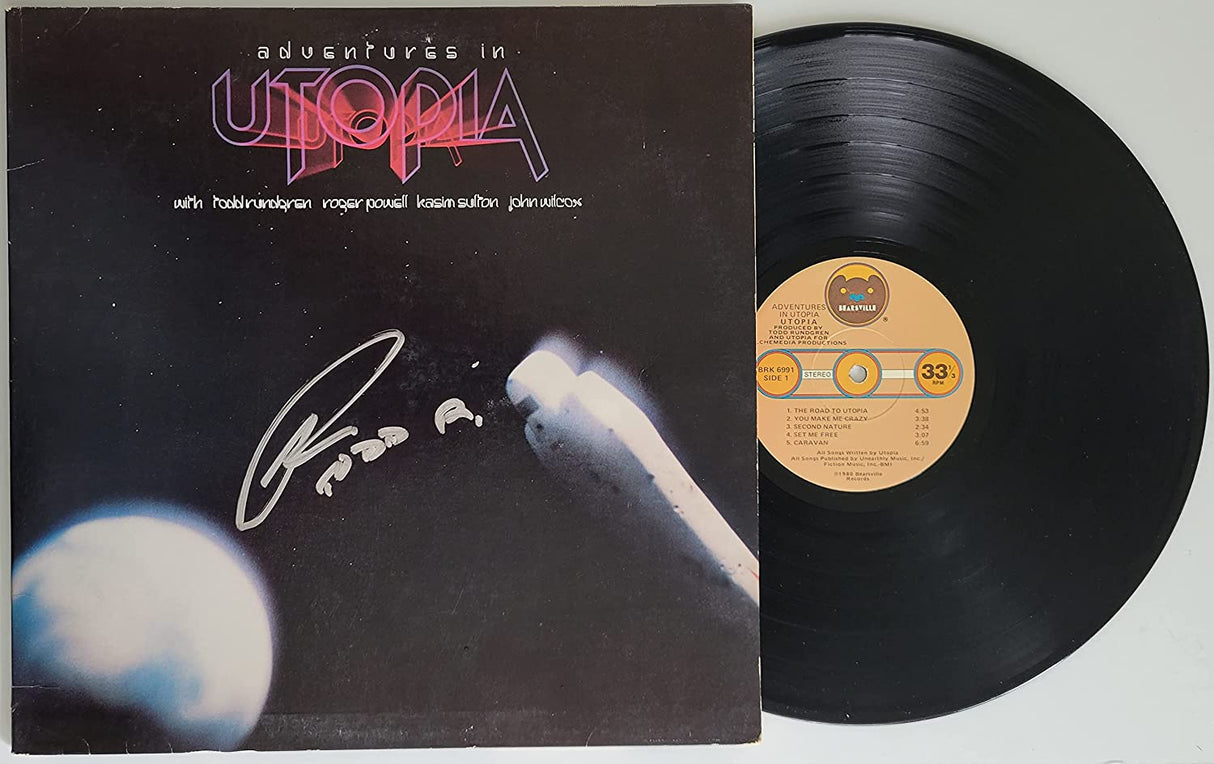 adventures in
UTOPIA
with todd rundgren roger powell kasim sulton john wilcox
TODD R.
BEARSVILLE
®
ADVENTURES
IN UTOPIA
UTOPIA
PRODUCED BY
TODD RUNDGREN
AND UTOPIA FOR
LCHEMEDIA PRODUCTIONS
BRK 6991
SIDE 1
STEREO
33⅓
RPM
1. THE ROAD TO UTOPIA 4:53
2. YOU MAKE ME CRAZY 3:38
3. SECOND NATURE 2:34
4. SET ME FREE 3:07
5. CARAVAN 6:59
All Songs Written by Utopia
All Songs Published by Unearthly Music, Inc./
Fiction Music, Inc.-BMI
℗1980 Bearsville
Records